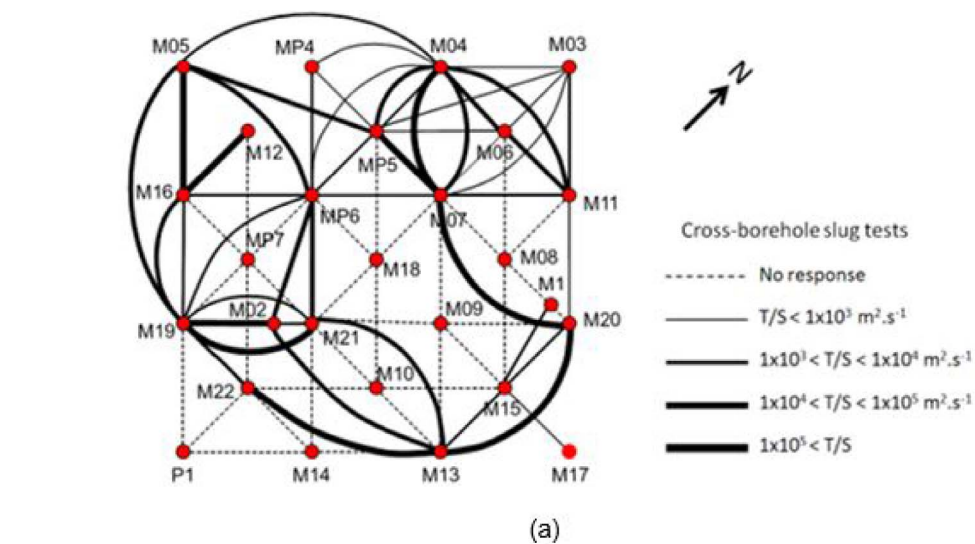 M05
MP4
M04
M03
N
M12
MP5
M06
M16
MP6
M07
M11
MP7
M18
M08
M1
M19
M02
M21
M09
M20
M22
M10
M15
P1
M14
M13
M17
Cross-borehole slug tests
No response
T/S < 1x10³ m².s⁻¹
1x10³ < T/S < 1x10⁴ m².s⁻¹
1x10⁴ < T/S < 1x10⁵ m².s⁻¹
1x10⁵ < T/S
(a)